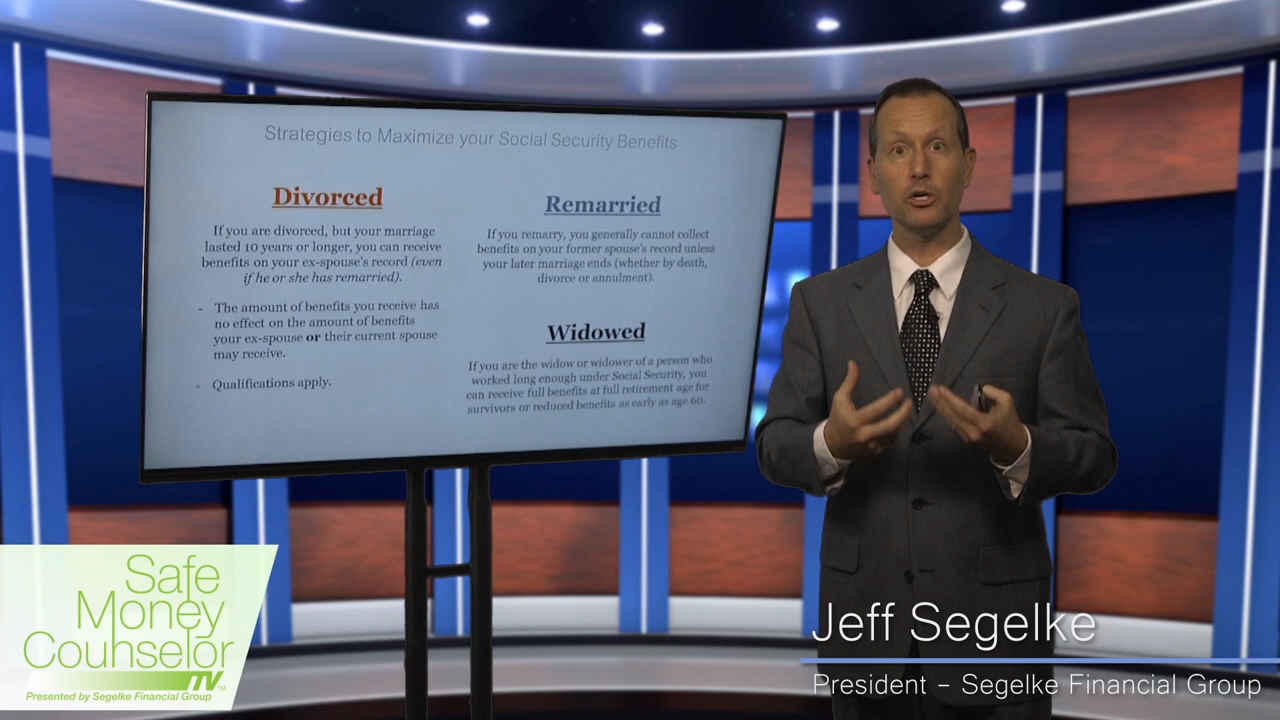 Strategies to Maximize your Social Security Benefits
Divorced
If you are divorced, but your marriage
lasted 10 years or longer, you can receive
benefits on your ex-spouse's record (even
if he or she has remarried).
- The amount of benefits you receive has
no effect on the amount of benefits
your ex-spouse or their current spouse
may receive.
- Qualifications apply.
Remarried
If you remarry, you generally cannot collect
benefits on your former spouse's record unless
your later marriage ends (whether by death,
divorce or annulment).
Widowed
If you are the widow or widower of a person who
worked long enough under Social Security, you
can receive full benefits at full retirement age for
survivors or reduced benefits as early as age 60.
Safe
Money
Counselor
TV™
Presented by Segelke Financial Group
Jeff Segelke
President – Segelke Financial Group